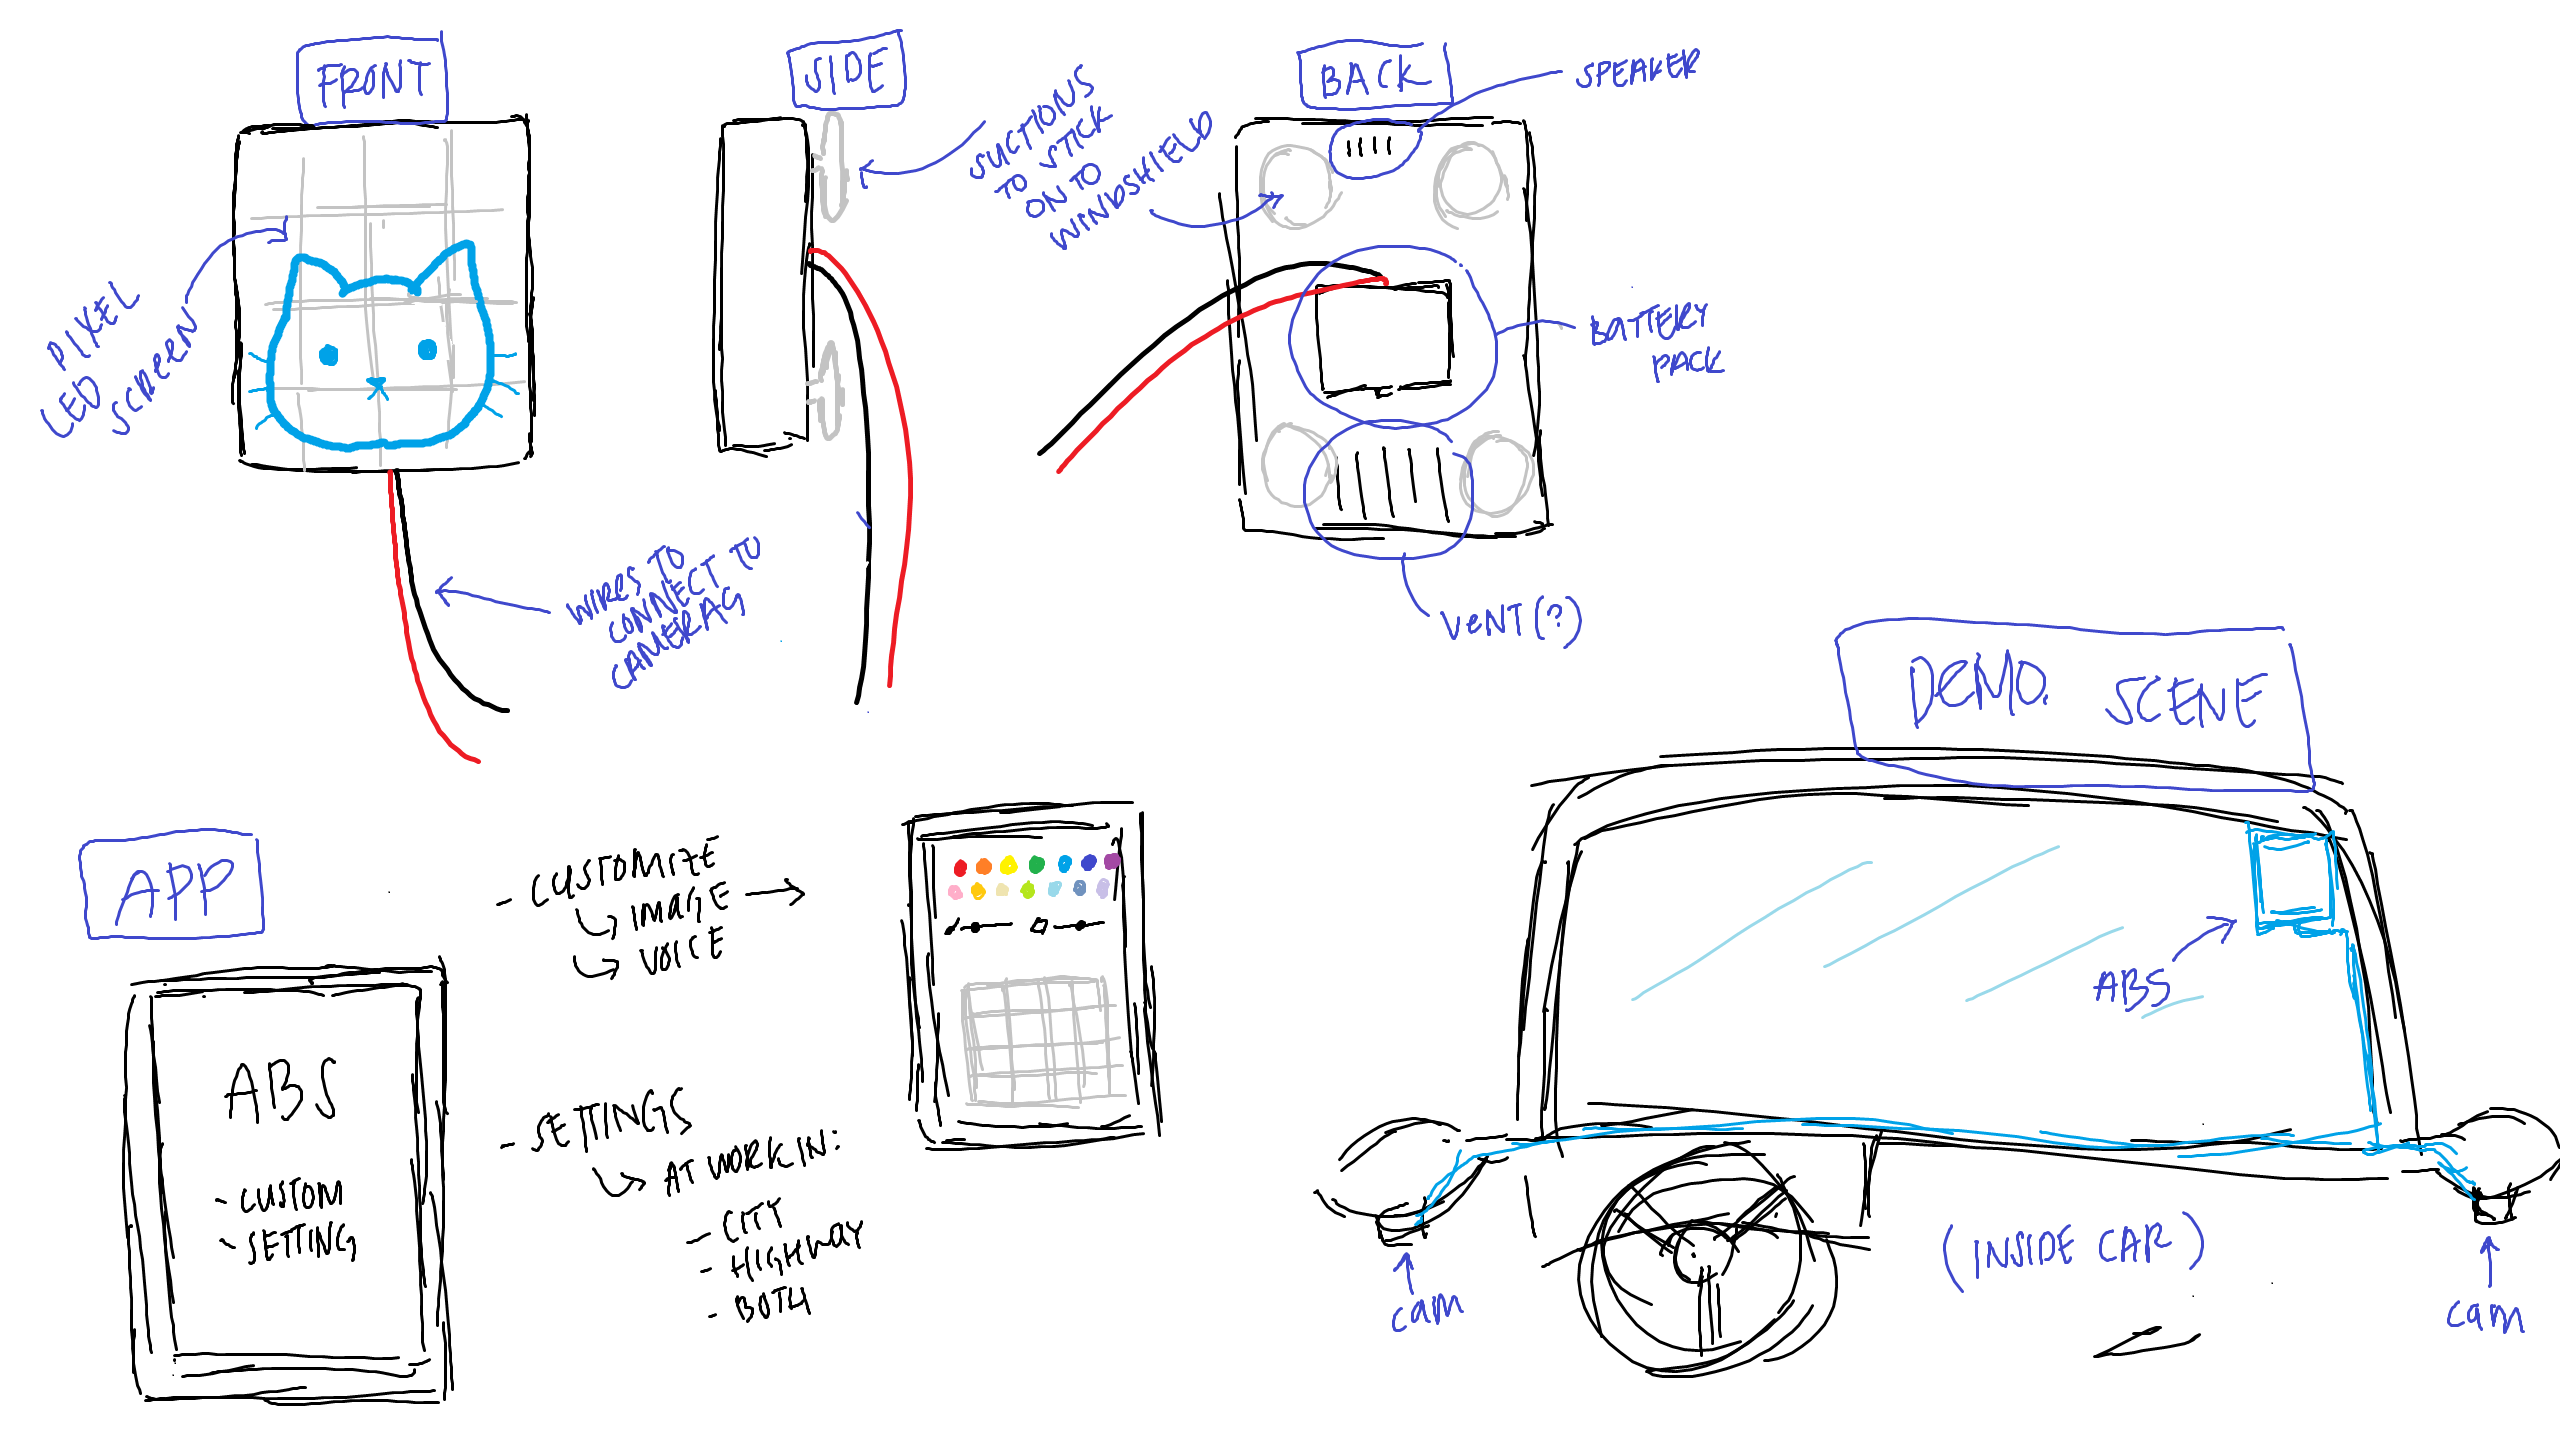 FRONT
SIDE
BACK
SPEAKER
SUCTIONS
TO STICK
ON TO
WINDSHIELD
PIXEL
LED
SCREEN
BATTERY
PACK
WIRES TO
CONNECT TO
CAMERAS
VENT(?)
DEMO. SCENE
APP
- CUSTOMIZE
IMAGE
VOICE
ABS
- CUSTOM
- SETTING
- SETTINGS
AT WORK IN:
- CITY
- HIGHWAY
- BOTH
ABS
(INSIDE CAR)
cam
cam